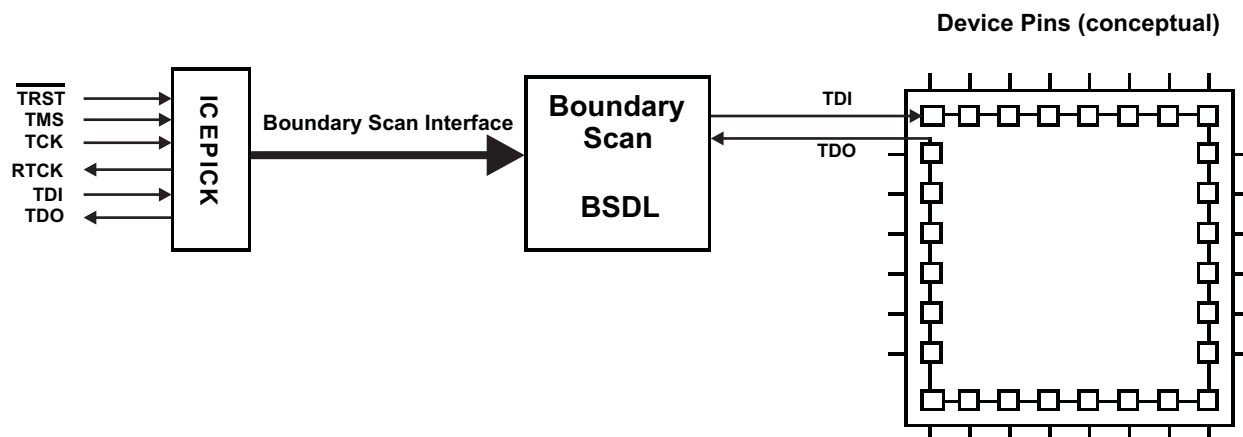 Device Pins (conceptual)
TRST
TMS
TCK
RTCK
TDI
TDO
ICEPICK
Boundary Scan Interface
Boundary
Scan
BSDL
TDI
TDO